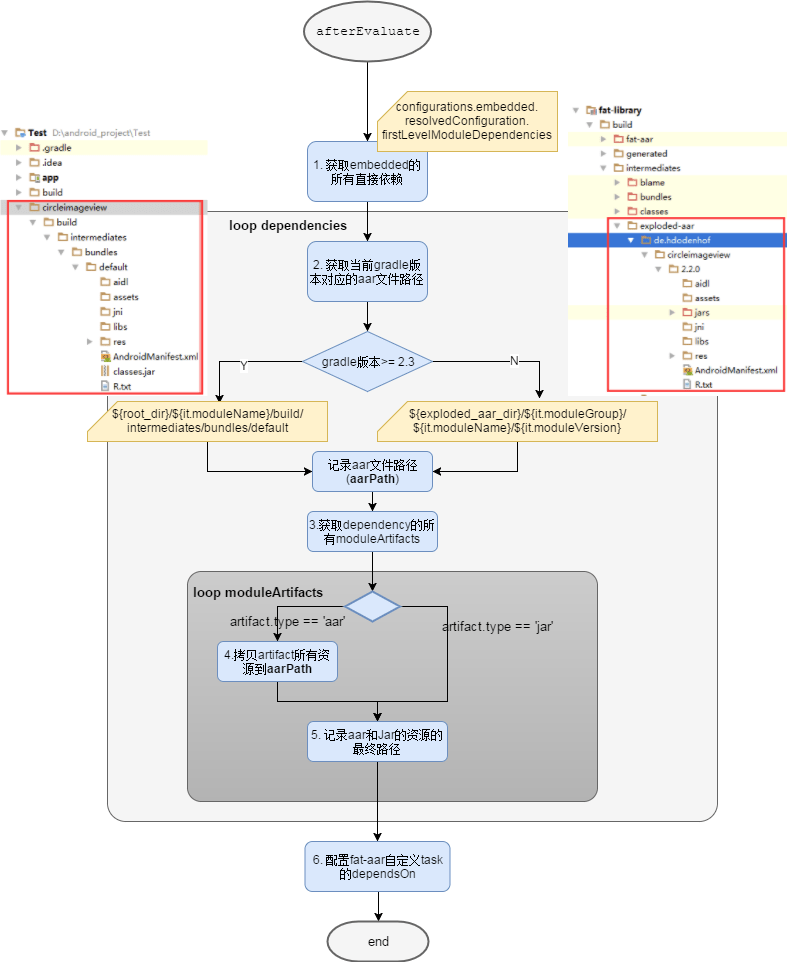 afterEvaluate
configurations.embedded.
resolvedConfiguration.
firstLevelModuleDependencies
1. 获取embedded的
所有直接依赖
Test D:\android_project\Test
.gradle
.idea
app
build
circleimageview
build
intermediates
bundles
default
aidl
assets
jni
libs
res
AndroidManifest.xml
classes.jar
R.txt
fat-library
build
fat-aar
generated
intermediates
blame
bundles
classes
exploded-aar
de.hdodenhof
circleimageview
2.2.0
aidl
assets
jars
jni
libs
res
AndroidManifest.xml
R.txt
loop dependencies
2. 获取当前gradle版
本对应的aar文件路径
gradle版本>= 2.3
Y
N
${root_dir}/${it.moduleName}/build/
intermediates/bundles/default
${exploded_aar_dir}/${it.moduleGroup}/
${it.moduleName}/${it.moduleVersion}
记录aar文件路径
(aarPath)
3.获取dependency的所
有moduleArtifacts
loop moduleArtifacts
artifact.type == 'aar'
artifact.type == 'jar'
4.拷贝artifact所有资
源到aarPath
5. 记录aar和Jar的资源的
最终路径
6. 配置fat-aar自定义task
的dependsOn
end